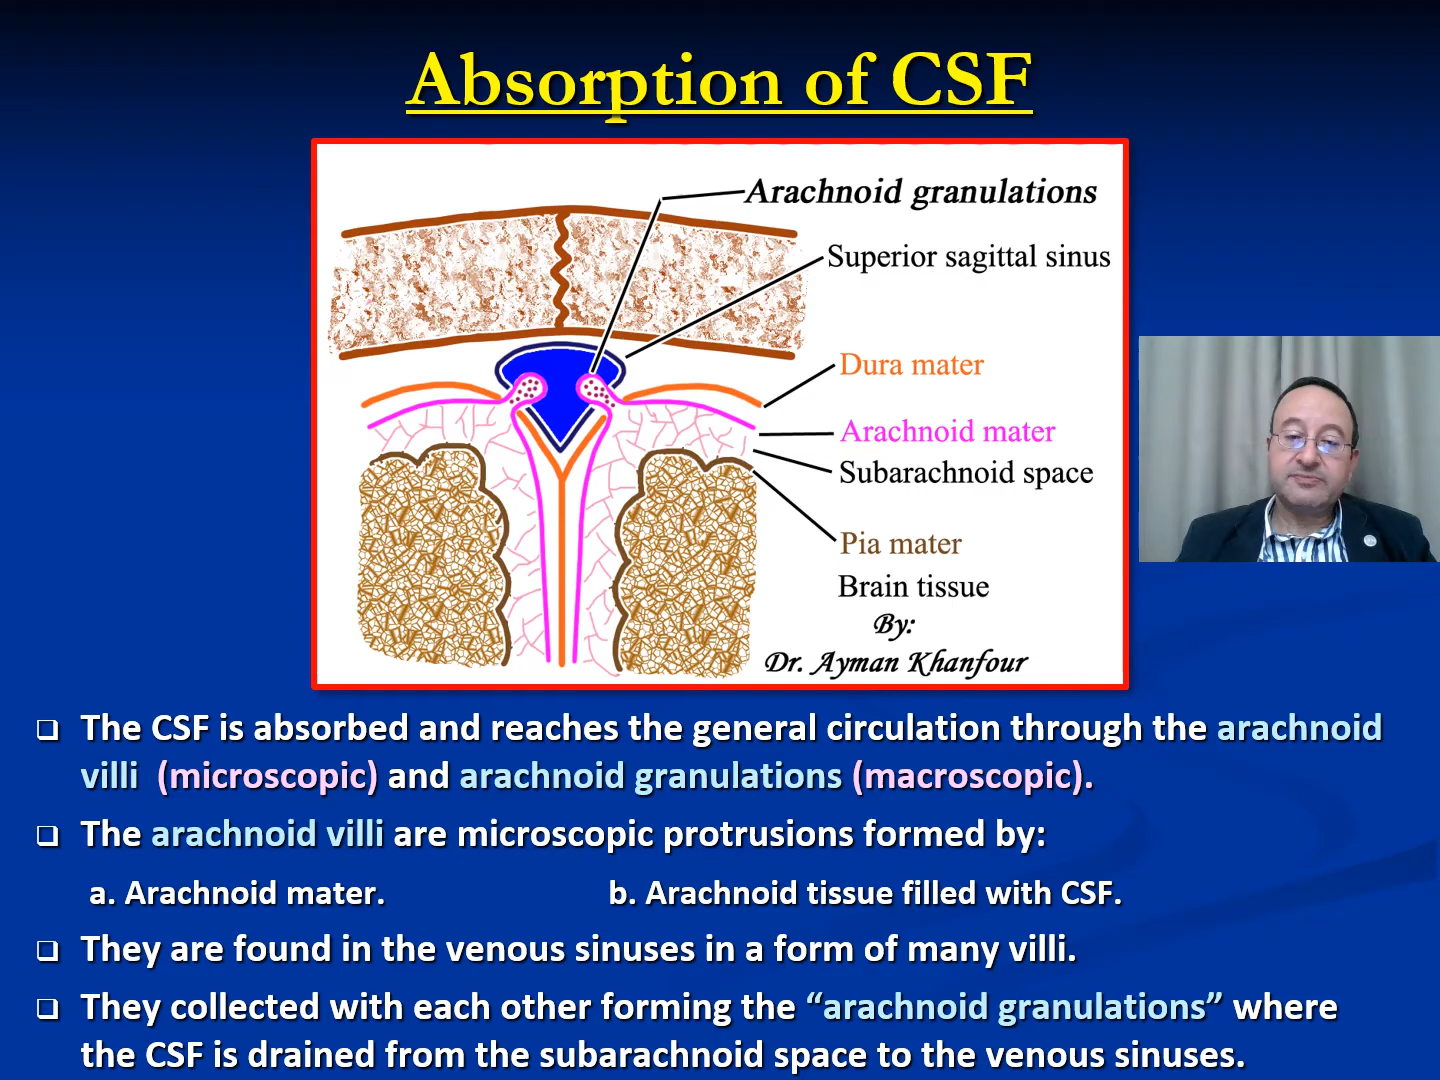 Absorption of CSF
Arachnoid granulations
Superior sagittal sinus
Dura mater
Arachnoid mater
Subarachnoid space
Pia mater
Brain tissue
By:
Dr. Ayman Khanfour
The CSF is absorbed and reaches the general circulation through the arachnoid
villi (microscopic) and arachnoid granulations (macroscopic).
The arachnoid villi are microscopic protrusions formed by:
a. Arachnoid mater. b. Arachnoid tissue filled with CSF.
They are found in the venous sinuses in a form of many villi.
They collected with each other forming the “arachnoid granulations” where
the CSF is drained from the subarachnoid space to the venous sinuses.